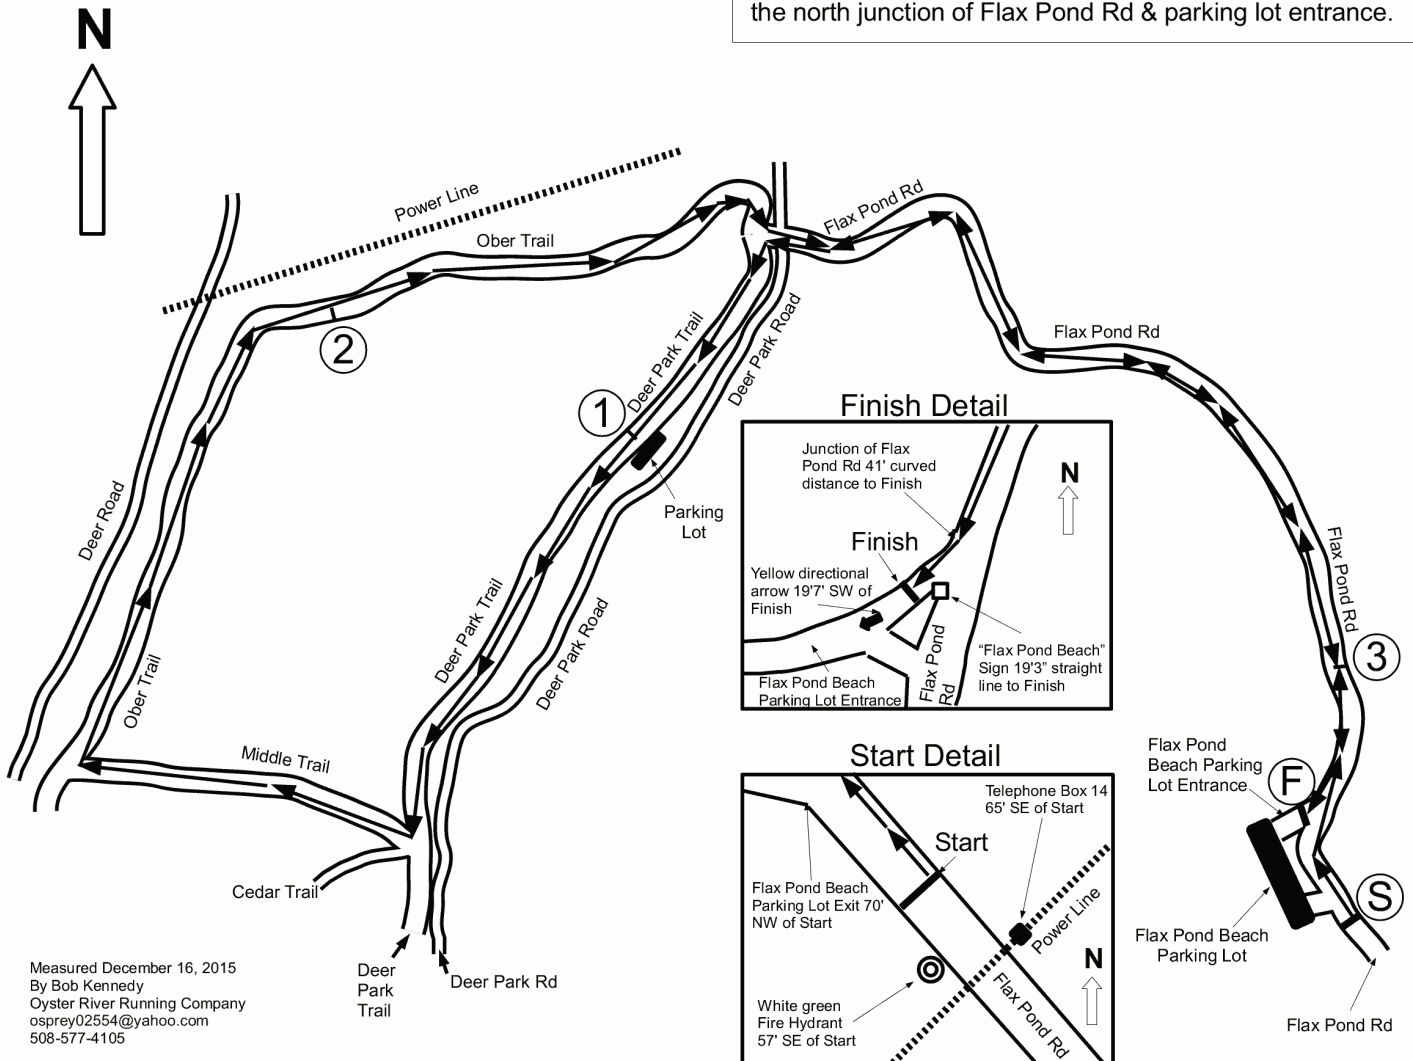 the north junction of Flax Pond Rd & parking lot entrance.
N
Power Line
Ober Trail
Flax Pond Rd
2
Deer Park Trail
Deer Park Road
1
Flax Pond Rd
Parking
Lot
Deer Road
Ober Trail
Deer Park Trail
Deer Park Road
Middle Trail
Cedar Trail
Deer
Park
Trail
Deer Park Rd
Finish Detail
Junction of Flax
Pond Rd 41' curved
distance to Finish
N
Finish
Yellow directional
arrow 19'7' SW of
Finish
“Flax Pond Beach”
Sign 19'3” straight
line to Finish
Flax Pond
Rd
Flax Pond Beach
Parking Lot Entrance
Flax Pond Rd
3
Start Detail
Telephone Box 14
65' SE of Start
Start
Flax Pond Beach
Parking Lot Exit 70'
NW of Start
Power Line
N
White green
Fire Hydrant
57' SE of Start
Flax Pond Rd
Flax Pond
Beach Parking
Lot Entrance
F
S
Flax Pond Beach
Parking Lot
Flax Pond Rd
Measured December 16, 2015
By Bob Kennedy
Oyster River Running Company
osprey02554@yahoo.com
508-577-4105